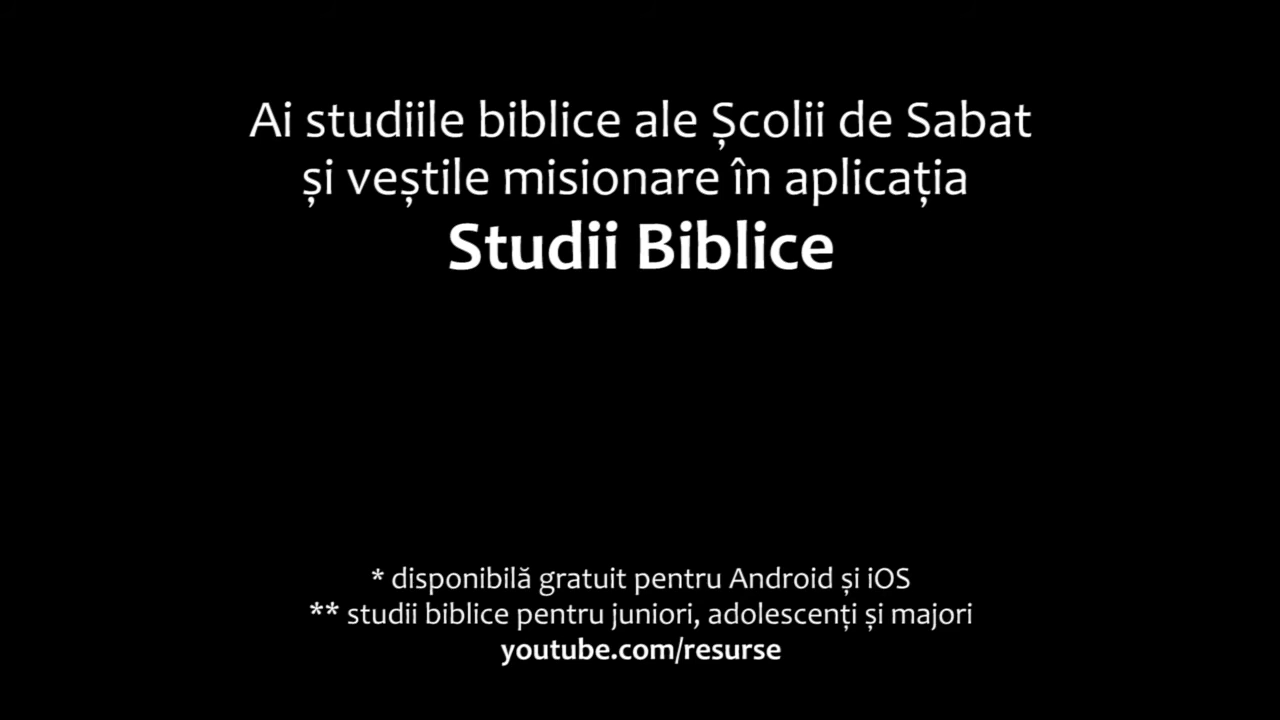 Ai studiile biblice ale Școlii de Sabat
și veștile misionare în aplicația
Studii Biblice
* disponibilă gratuit pentru Android și iOS
** studii biblice pentru juniori, adolescenți și majori
youtube.com/resurse